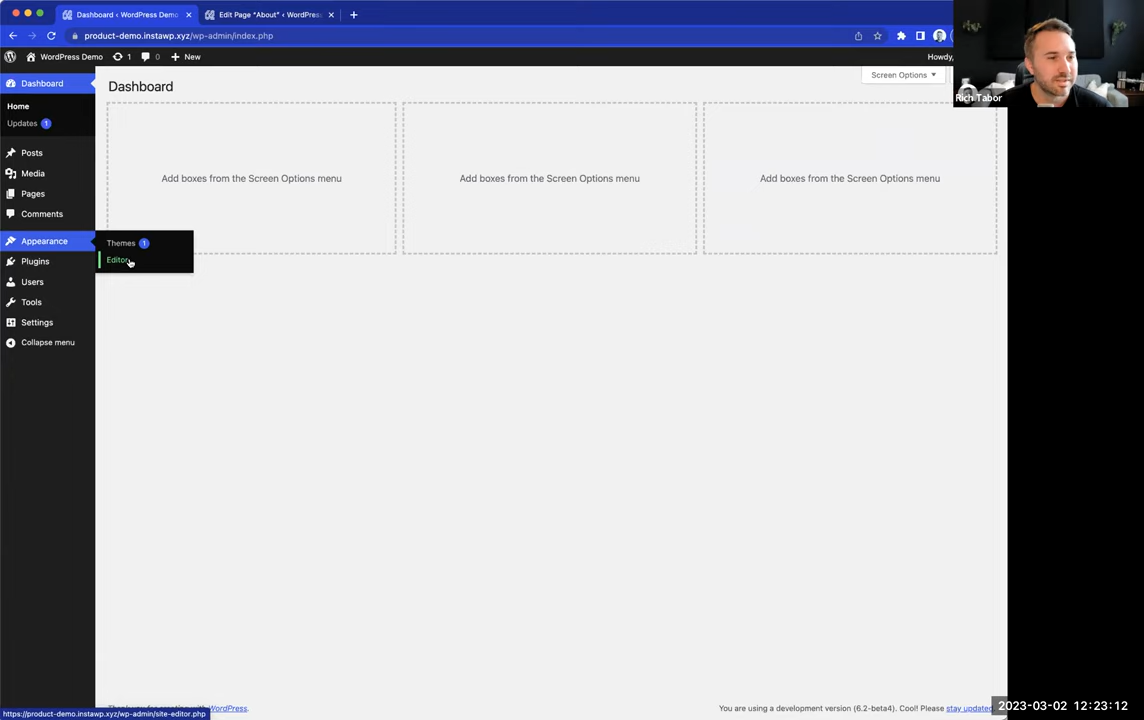 Dashboard ‹ WordPress Demo
Edit Page "About" ‹ WordPress
product-demo.instawp.xyz/wp-admin/index.php
WordPress Demo
1
0
New
Howdy,
Dashboard
Home
Updates 1
Posts
Media
Pages
Comments
Appearance
Plugins
Users
Tools
Settings
Collapse menu
Themes 1
Editor
Dashboard
Screen Options
Add boxes from the Screen Options menu
Add boxes from the Screen Options menu
Add boxes from the Screen Options menu
Rich Tabor
WordPress.
You are using a development version (6.2-beta4). Cool! Please stay updated
https://product-demo.instawp.xyz/wp-admin/site-editor.php
2023-03-02 12:23:12